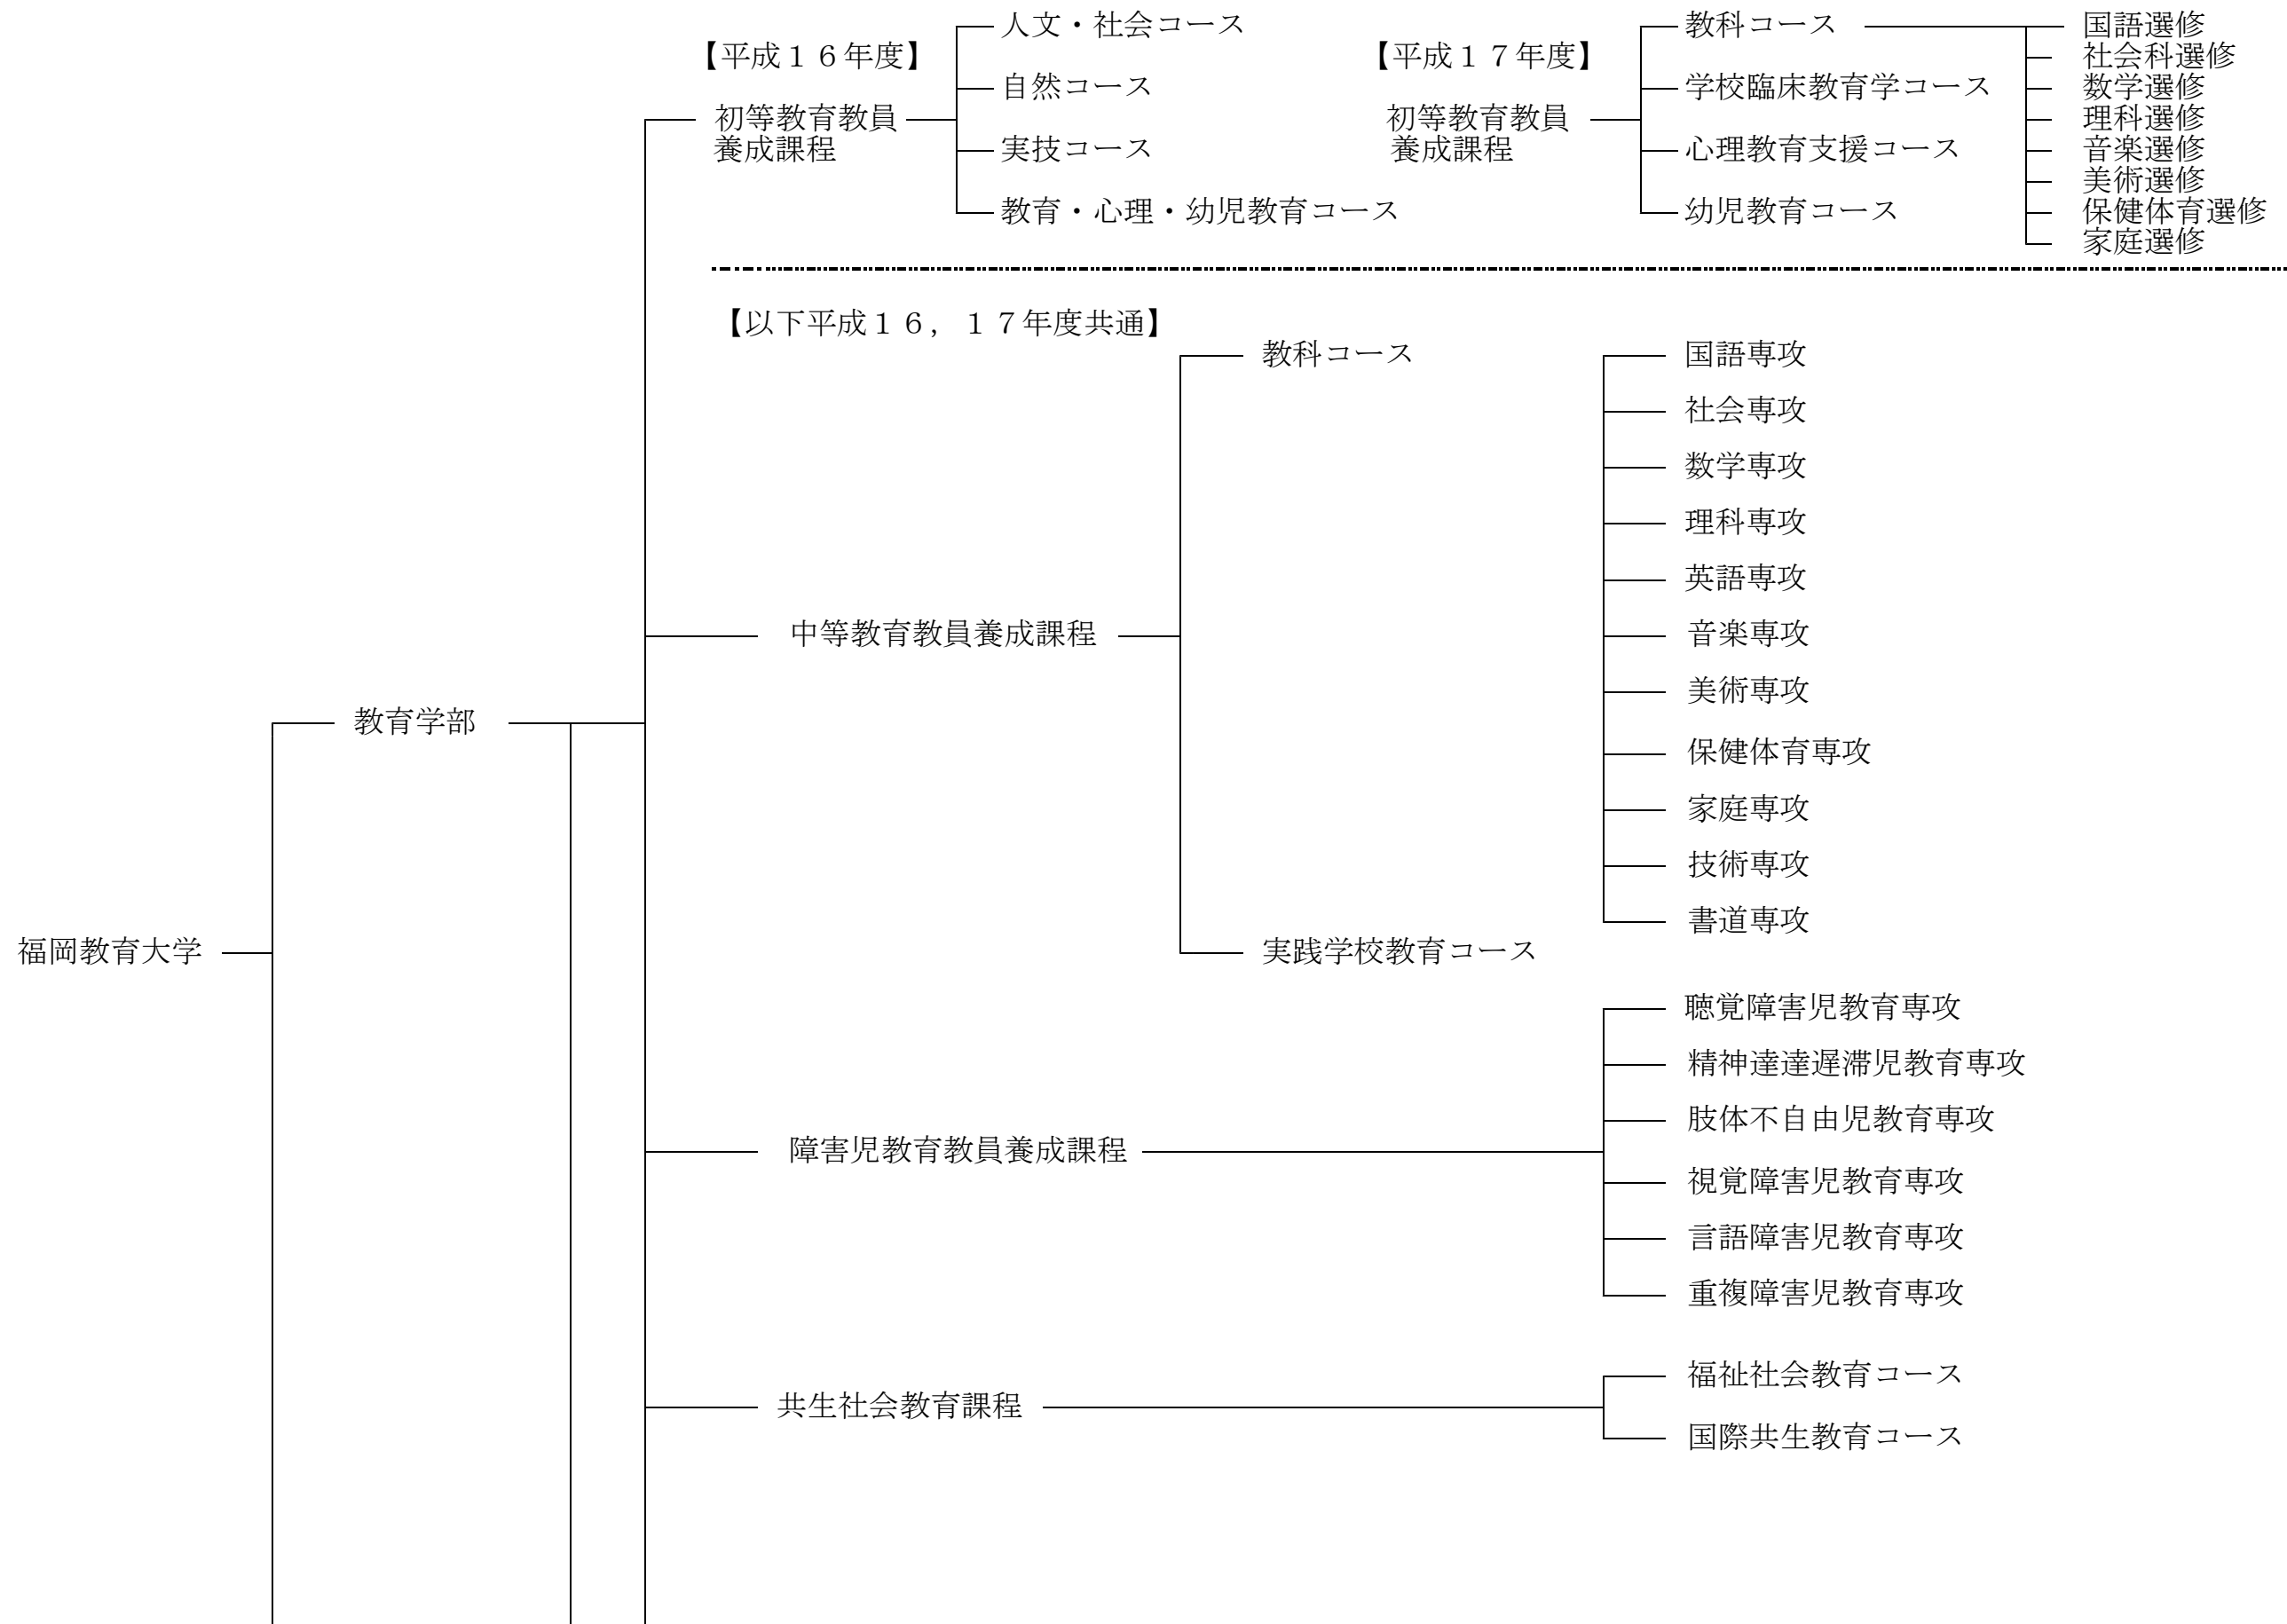 人文・社会コース
教科コース
国語選修
【平成１６年度】
【平成１７年度】
社会科選修
自然コース
学校臨床教育学コース
数学選修
初等教育教員
初等教育教員
理科選修
養成課程
実技コース
養成課程
心理教育支援コース
音楽選修
美術選修
教育・心理・幼児教育コース
幼児教育コース
保健体育選修
家庭選修
【以下平成１６，１７年度共通】
教科コース
国語専攻
社会専攻
数学専攻
理科専攻
英語専攻
中等教育教員養成課程
音楽専攻
美術専攻
教育学部
保健体育専攻
家庭専攻
技術専攻
書道専攻
福岡教育大学
実践学校教育コース
聴覚障害児教育専攻
精神達達遅滞児教育専攻
肢体不自由児教育専攻
障害児教育教員養成課程
視覚障害児教育専攻
言語障害児教育専攻
重複障害児教育専攻
福祉社会教育コース
共生社会教育課程
国際共生教育コース